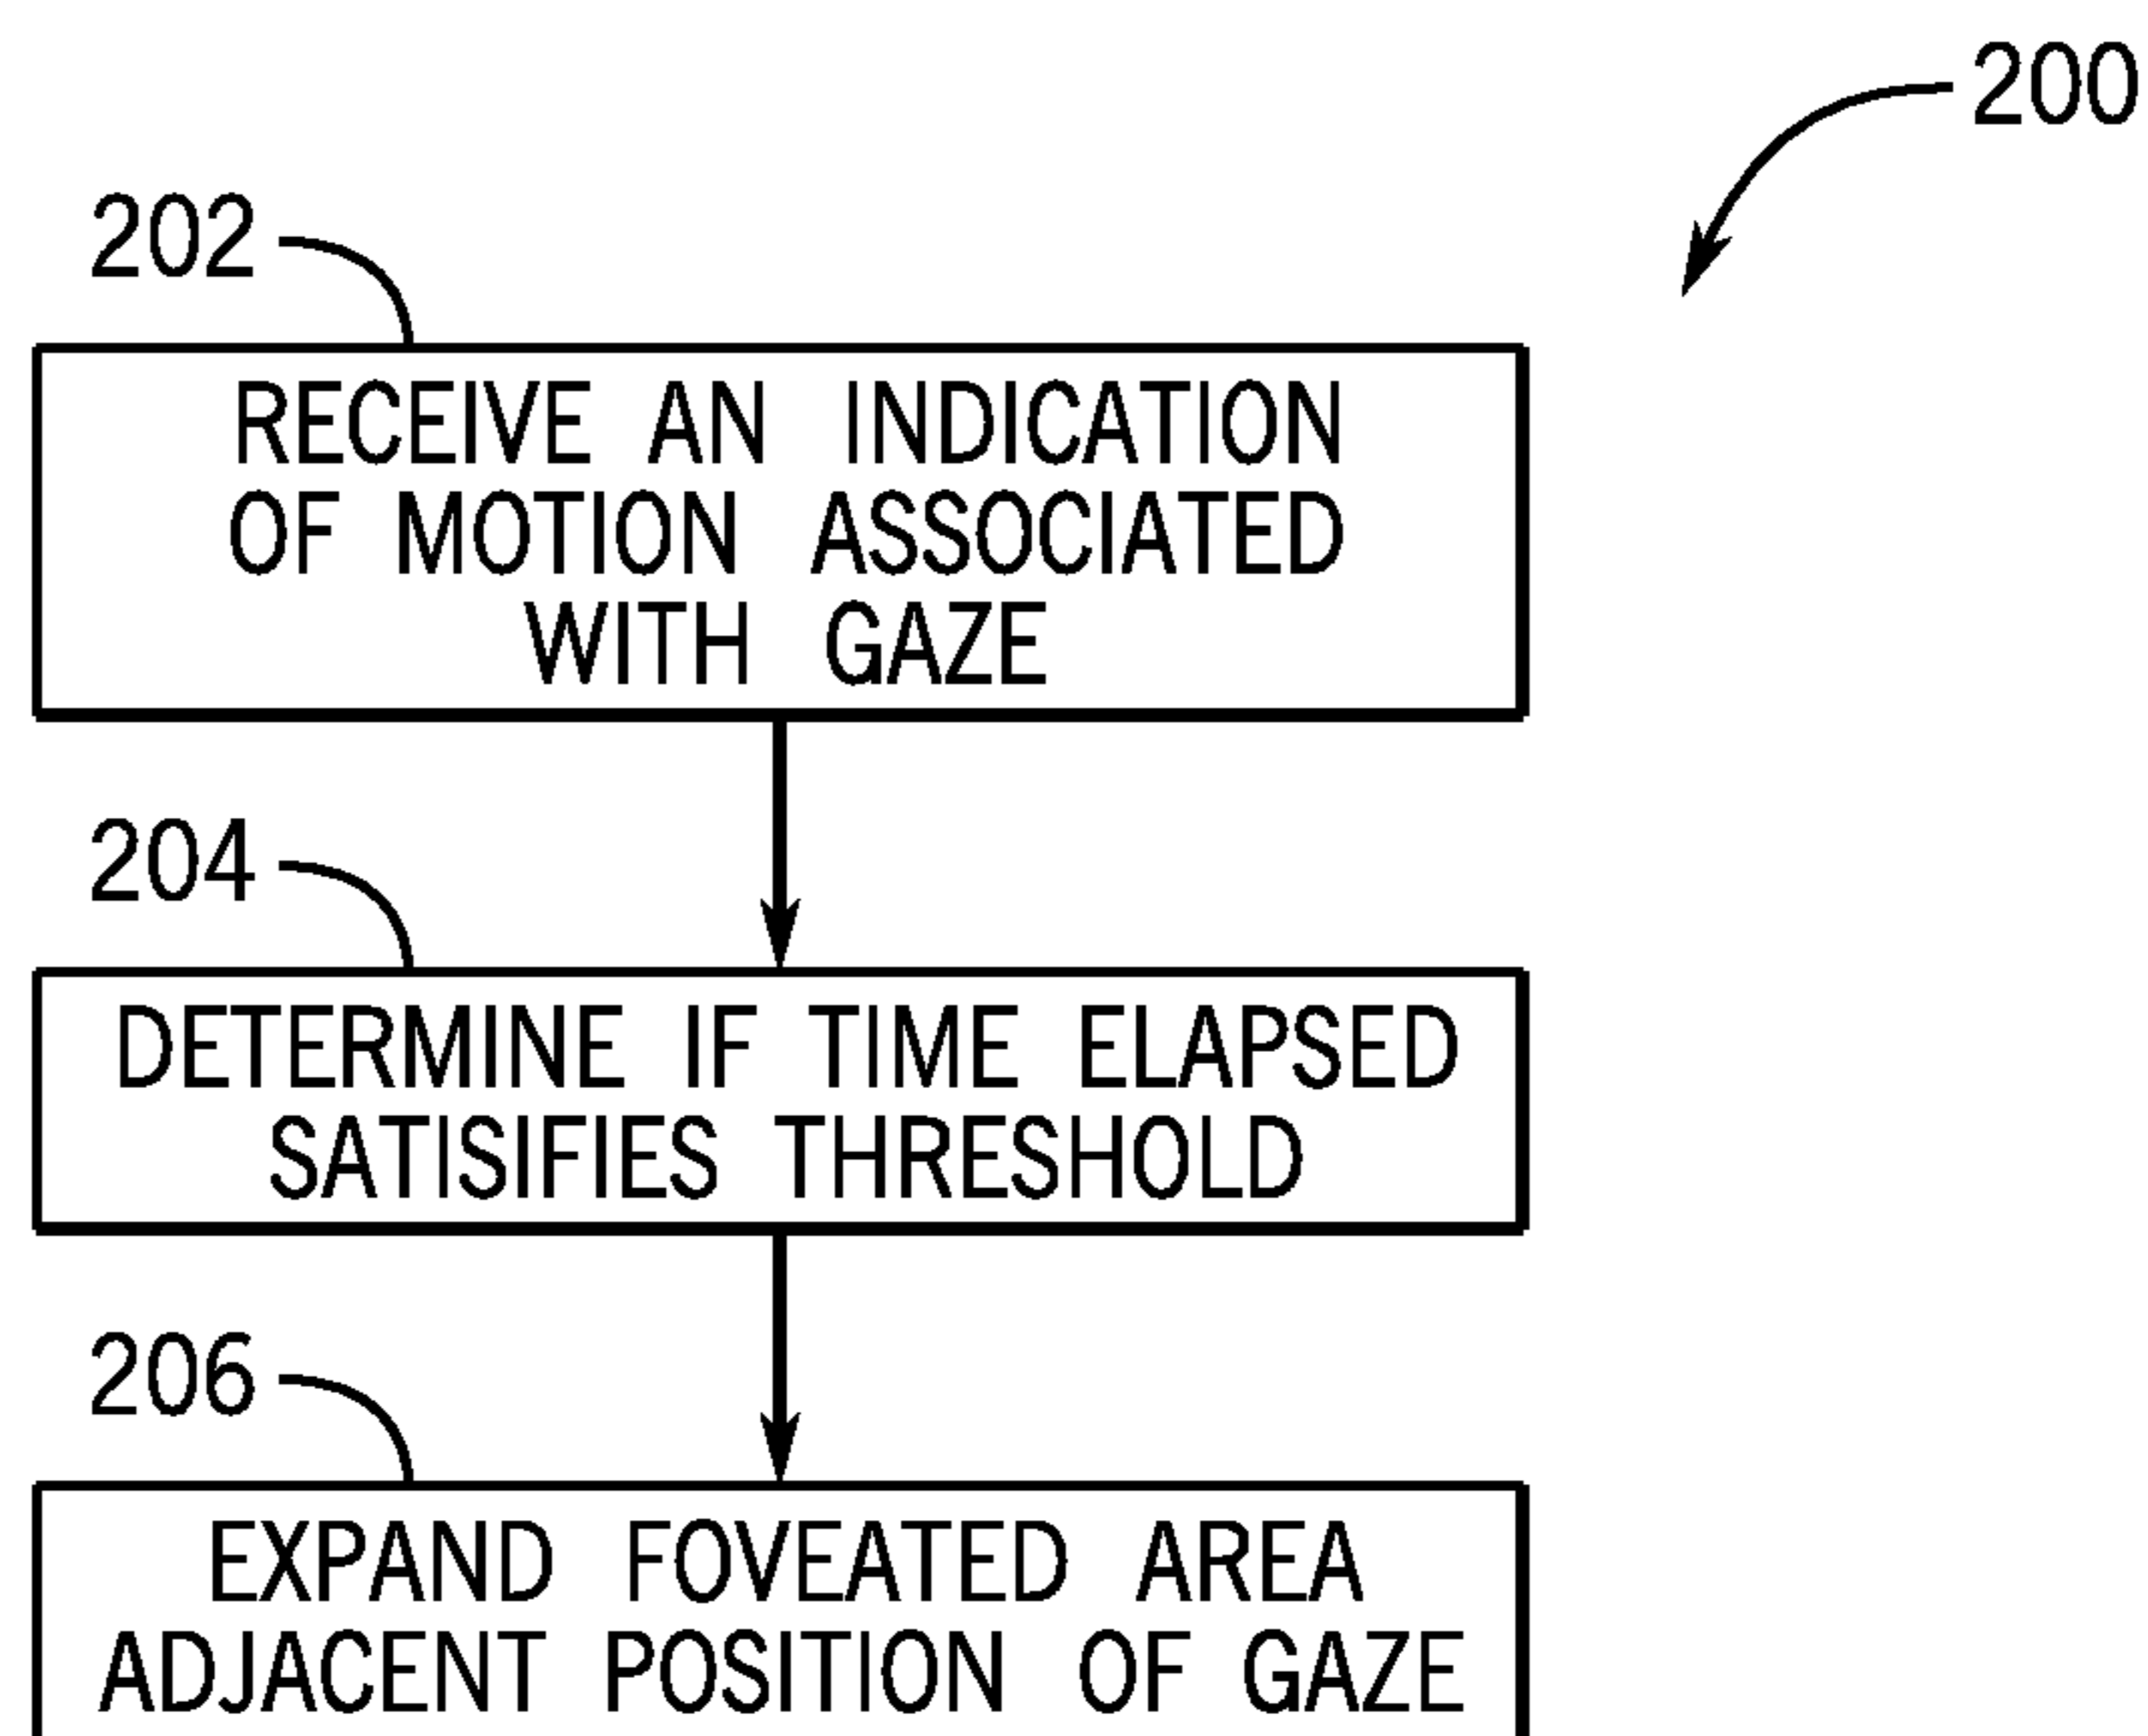 200
202
RECEIVE AN INDICATION
OF MOTION ASSOCIATED
WITH GAZE
204
DETERMINE IF TIME ELAPSED
SATISIFIES THRESHOLD
206
EXPAND FOVEATED AREA
ADJACENT POSITION OF GAZE